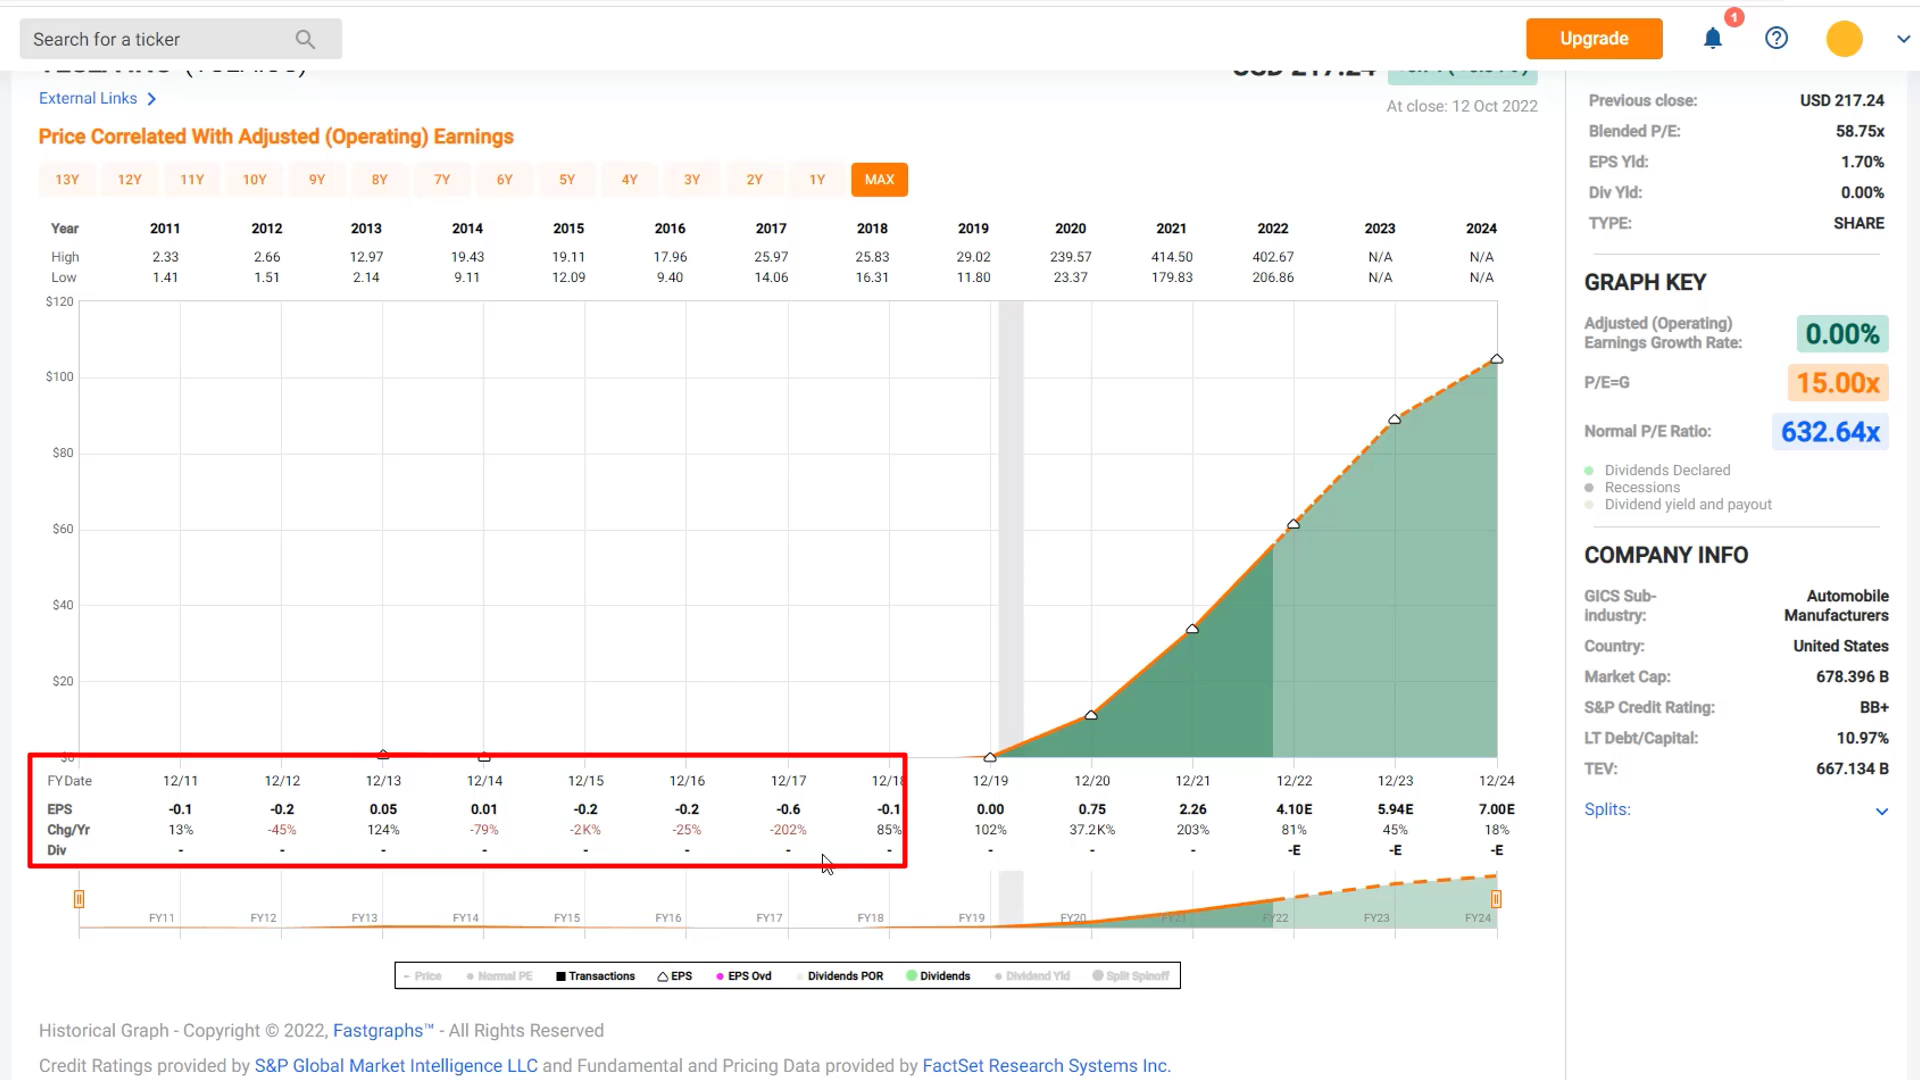 Search for a ticker
Upgrade
1
External Links
At close: 12 Oct 2022
Price Correlated With Adjusted (Operating) Earnings
13Y 12Y 11Y 10Y 9Y 8Y 7Y 6Y 5Y 4Y 3Y 2Y 1Y MAX
Year 2011 2012 2013 2014 2015 2016 2017 2018 2019 2020 2021 2022 2023 2024
High 2.33 2.66 12.97 19.43 19.11 17.96 25.97 25.83 29.02 239.57 414.50 402.67 N/A N/A
Low 1.41 1.51 2.14 9.11 12.09 9.40 14.06 16.31 11.80 23.37 179.83 206.86 N/A N/A
$120
$100
$80
$60
$40
$20
$0
FY Date 12/11 12/12 12/13 12/14 12/15 12/16 12/17 12/18 12/19 12/20 12/21 12/22 12/23 12/24
EPS -0.1 -0.2 0.05 0.01 -0.2 -0.2 -0.6 -0.1 0.00 0.75 2.26 4.10E 5.94E 7.00E
Chg/Yr 13% -45% 124% -79% -2K% -25% -202% 85% 102% 37.2K% 203% 81% 45% 18%
Div - - - - - - - - - - - -E -E -E
FY11 FY12 FY13 FY14 FY15 FY16 FY17 FY18 FY19 FY20 FY21 FY22 FY23 FY24
Price Normal PE Transactions EPS EPS Ovd Dividends POR Dividends Dividend Yld Split Spinoff
Historical Graph - Copyright © 2022, Fastgraphs™ - All Rights Reserved
Credit Ratings provided by S&P Global Market Intelligence LLC and Fundamental and Pricing Data provided by FactSet Research Systems Inc.
Previous close: USD 217.24
Blended P/E: 58.75x
EPS Yld: 1.70%
Div Yld: 0.00%
TYPE: SHARE
GRAPH KEY
Adjusted (Operating)
Earnings Growth Rate: 0.00%
P/E=G 15.00x
Normal P/E Ratio: 632.64x
Dividends Declared
Recessions
Dividend yield and payout
COMPANY INFO
GICS Sub- Automobile
industry: Manufacturers
Country: United States
Market Cap: 678.396 B
S&P Credit Rating: BB+
LT Debt/Capital: 10.97%
TEV: 667.134 B
Splits: